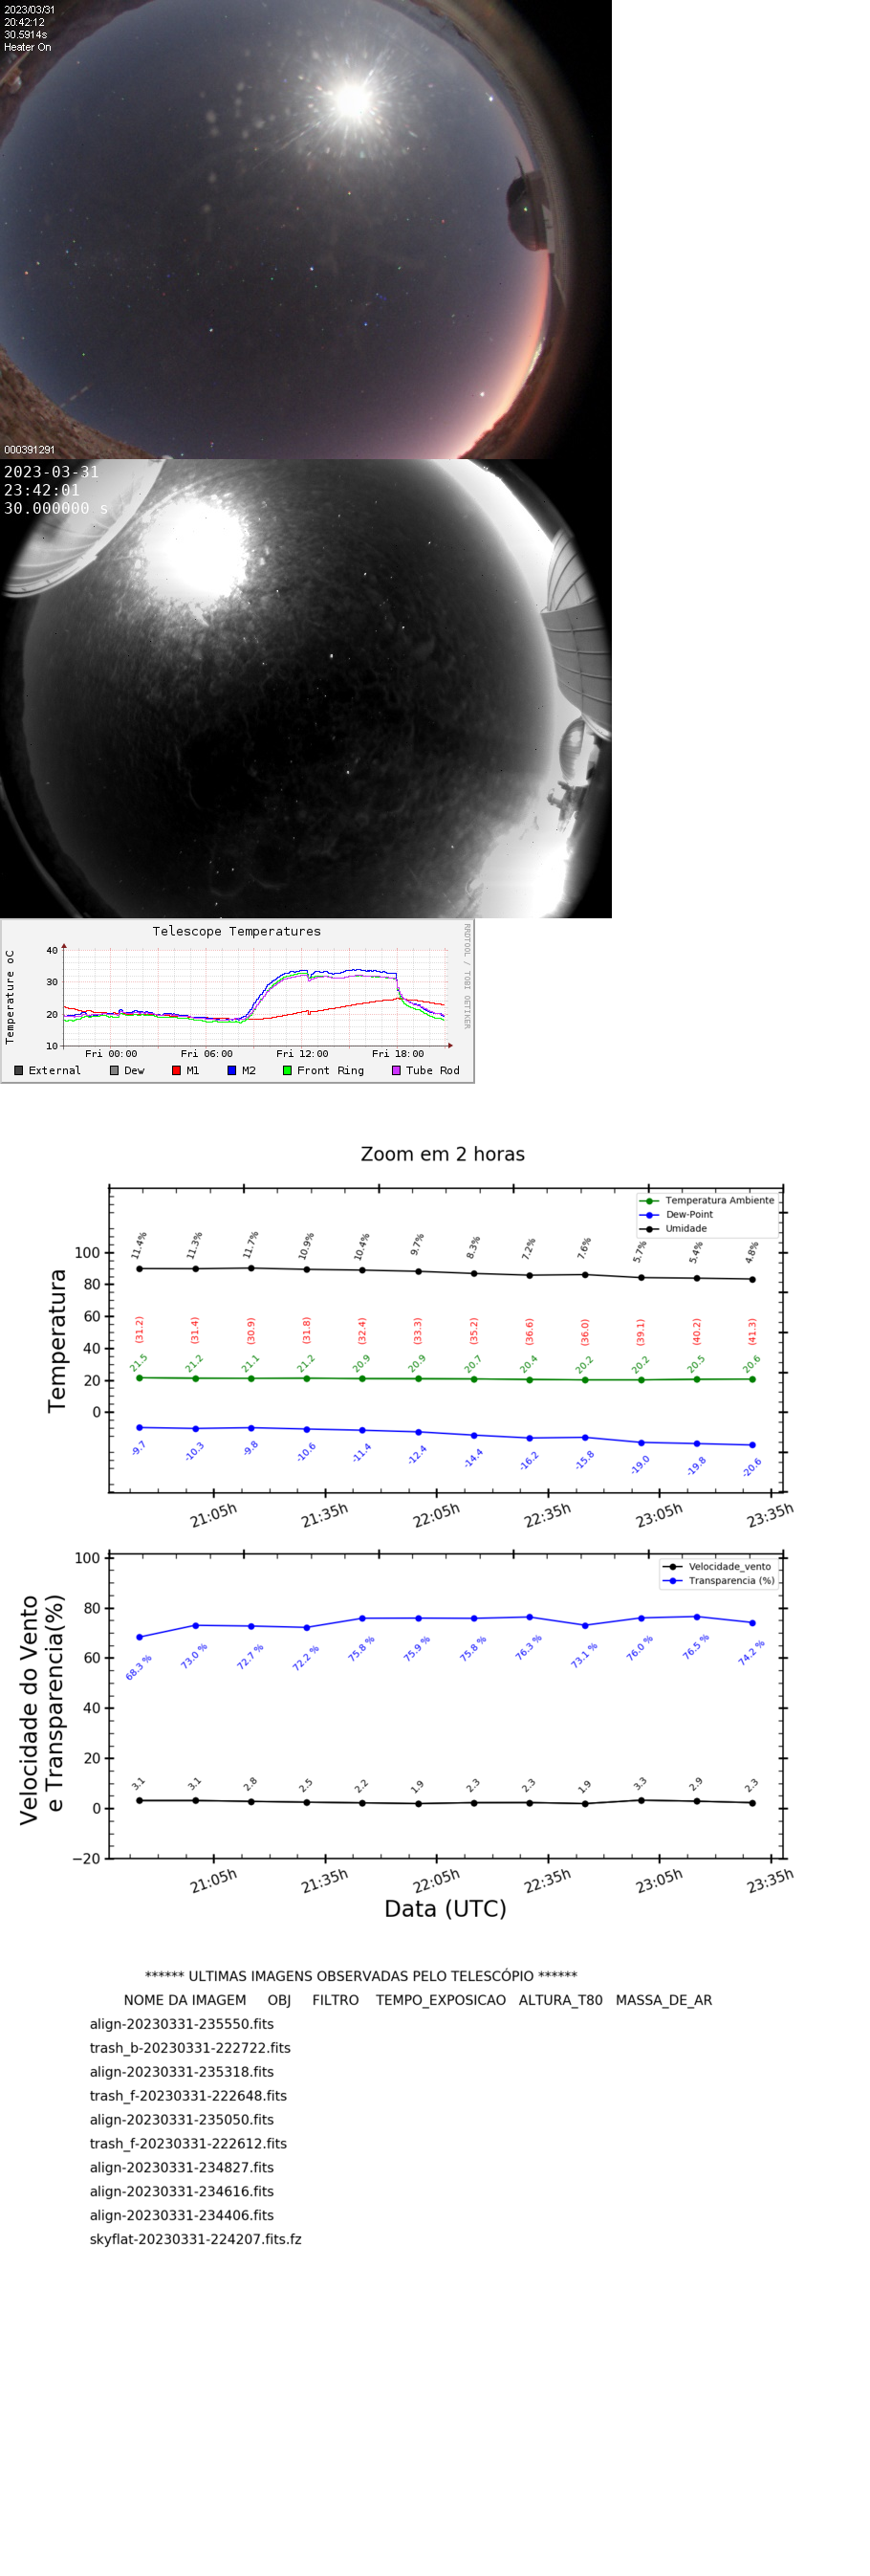 2023/03/31
20:42:12
30.5914s
Heater On
000391291
2023-03-31
23:42:01
30.000000 s
Telescope Temperatures
RRDTOOL / TOBI OETIKER
Temperature oC
40
30
20
10
Fri 00:00 Fri 06:00 Fri 12:00 Fri 18:00
External Dew M1 M2 Front Ring Tube Rod
Zoom em 2 horas
Temperatura Ambiente
Dew-Point
Umidade
Temperatura
100
80
60
40
20
0
11.4% 11.3% 11.7% 10.9% 10.4% 9.7% 8.3% 7.2% 7.6% 5.7% 5.4% 4.8%
(31.2) (31.4) (30.9) (31.8) (32.4) (33.3) (35.2) (36.6) (36.0) (39.1) (40.2) (41.3)
21.5 21.2 21.1 21.2 20.9 20.9 20.7 20.4 20.2 20.2 20.5 20.6
-9.7 -10.3 -9.8 -10.6 -11.4 -12.4 -14.4 -16.2 -15.8 -19.0 -19.8 -20.6
21:05h 21:35h 22:05h 22:35h 23:05h 23:35h
Velocidade_vento
Transparencia (%)
Velocidade do Vento
e Transparencia(%)
100
80
60
40
20
0
−20
68.3 % 73.0 % 72.7 % 72.2 % 75.8 % 75.9 % 75.8 % 76.3 % 73.1 % 76.0 % 76.5 % 74.2 %
3.1 3.1 2.8 2.5 2.2 1.9 2.3 2.3 1.9 3.3 2.9 2.3
21:05h 21:35h 22:05h 22:35h 23:05h 23:35h
Data (UTC)
****** ULTIMAS IMAGENS OBSERVADAS PELO TELESCÓPIO ******
NOME DA IMAGEM OBJ FILTRO TEMPO_EXPOSICAO ALTURA_T80 MASSA_DE_AR
align-20230331-235550.fits
trash_b-20230331-222722.fits
align-20230331-235318.fits
trash_f-20230331-222648.fits
align-20230331-235050.fits
trash_f-20230331-222612.fits
align-20230331-234827.fits
align-20230331-234616.fits
align-20230331-234406.fits
skyflat-20230331-224207.fits.fz